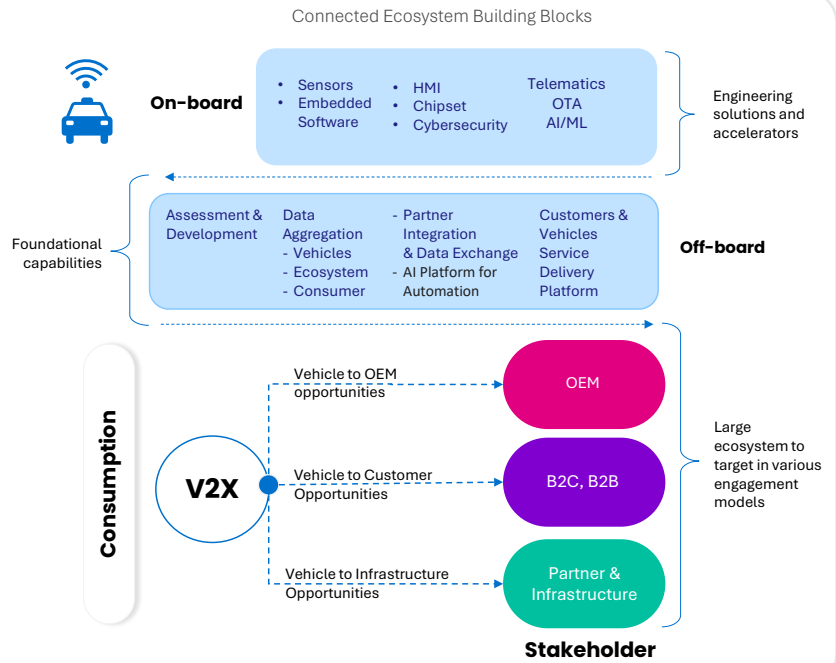 Connected Ecosystem Building Blocks
On-board
• Sensors
• Embedded
Software
• HMI
• Chipset
• Cybersecurity
Telematics
OTA
AI/ML
Engineering
solutions and
accelerators
Foundational
capabilities
Assessment &
Development
Data
Aggregation
- Vehicles
- Ecosystem
- Consumer
- Partner
Integration
& Data Exchange
- AI Platform for
Automation
Customers &
Vehicles
Service
Delivery
Platform
Off-board
Consumption
V2X
Vehicle to OEM
opportunities
OEM
Vehicle to Customer
Opportunities
B2C, B2B
Vehicle to Infrastructure
Opportunities
Partner &
Infrastructure
Large
ecosystem to
target in various
engagement
models
Stakeholder